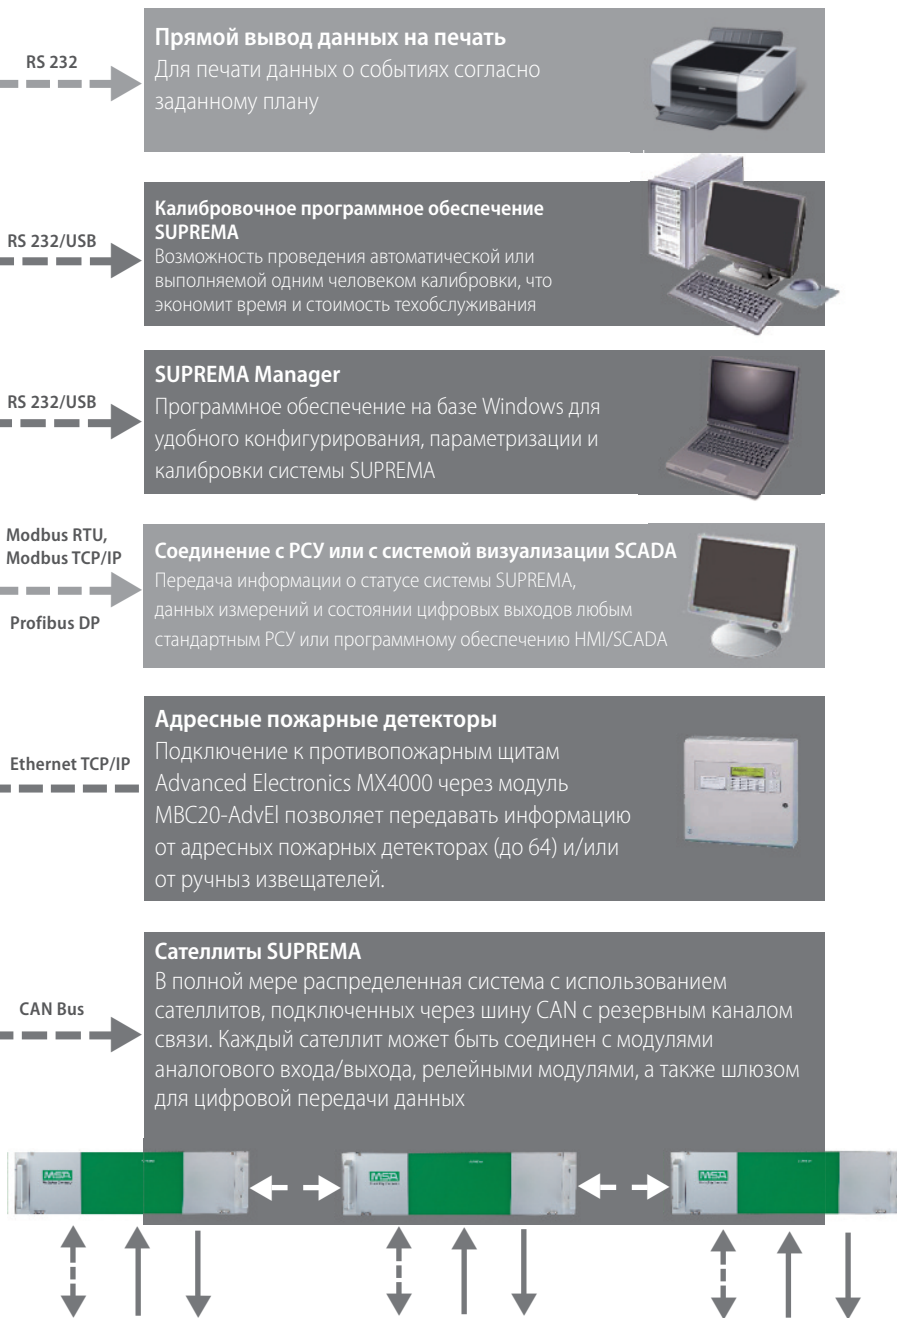 RS 232
Прямой вывод данных на печать
Для печати данных о событиях согласно
заданному плану
RS 232/USB
Калибровочное программное обеспечение
SUPREMA
Возможность проведения автоматической или
выполняемой одним человеком калибровки, что
экономит время и стоимость техобслуживания
RS 232/USB
SUPREMA Manager
Программное обеспечение на базе Windows для
удобного конфигурирования, параметризации и
калибровки системы SUPREMA
Modbus RTU,
Modbus TCP/IP
Profibus DP
Соединение с РСУ или с системой визуализации SCADA
Передача информации о статусе системы SUPREMA,
данных измерений и состоянии цифровых выходов любым
стандартным РСУ или программному обеспечению HMI/SCADA
Ethernet TCP/IP
Адресные пожарные детекторы
Подключение к противопожарным щитам
Advanced Electronics MX4000 через модуль
MBC20-AdvEl позволяет передавать информацию
от адресных пожарных детекторах (до 64) и/или
от ручныз извещателей.
CAN Bus
Сателлиты SUPREMA
В полной мере распределенная система с использованием
сателлитов, подключенных через шину CAN с резервным каналом
связи. Каждый сателлит может быть соединен с модулями
аналогового входа/выхода, релейными модулями, а также шлюзом
для цифровой передачи данных
MSA
MSA
MSA